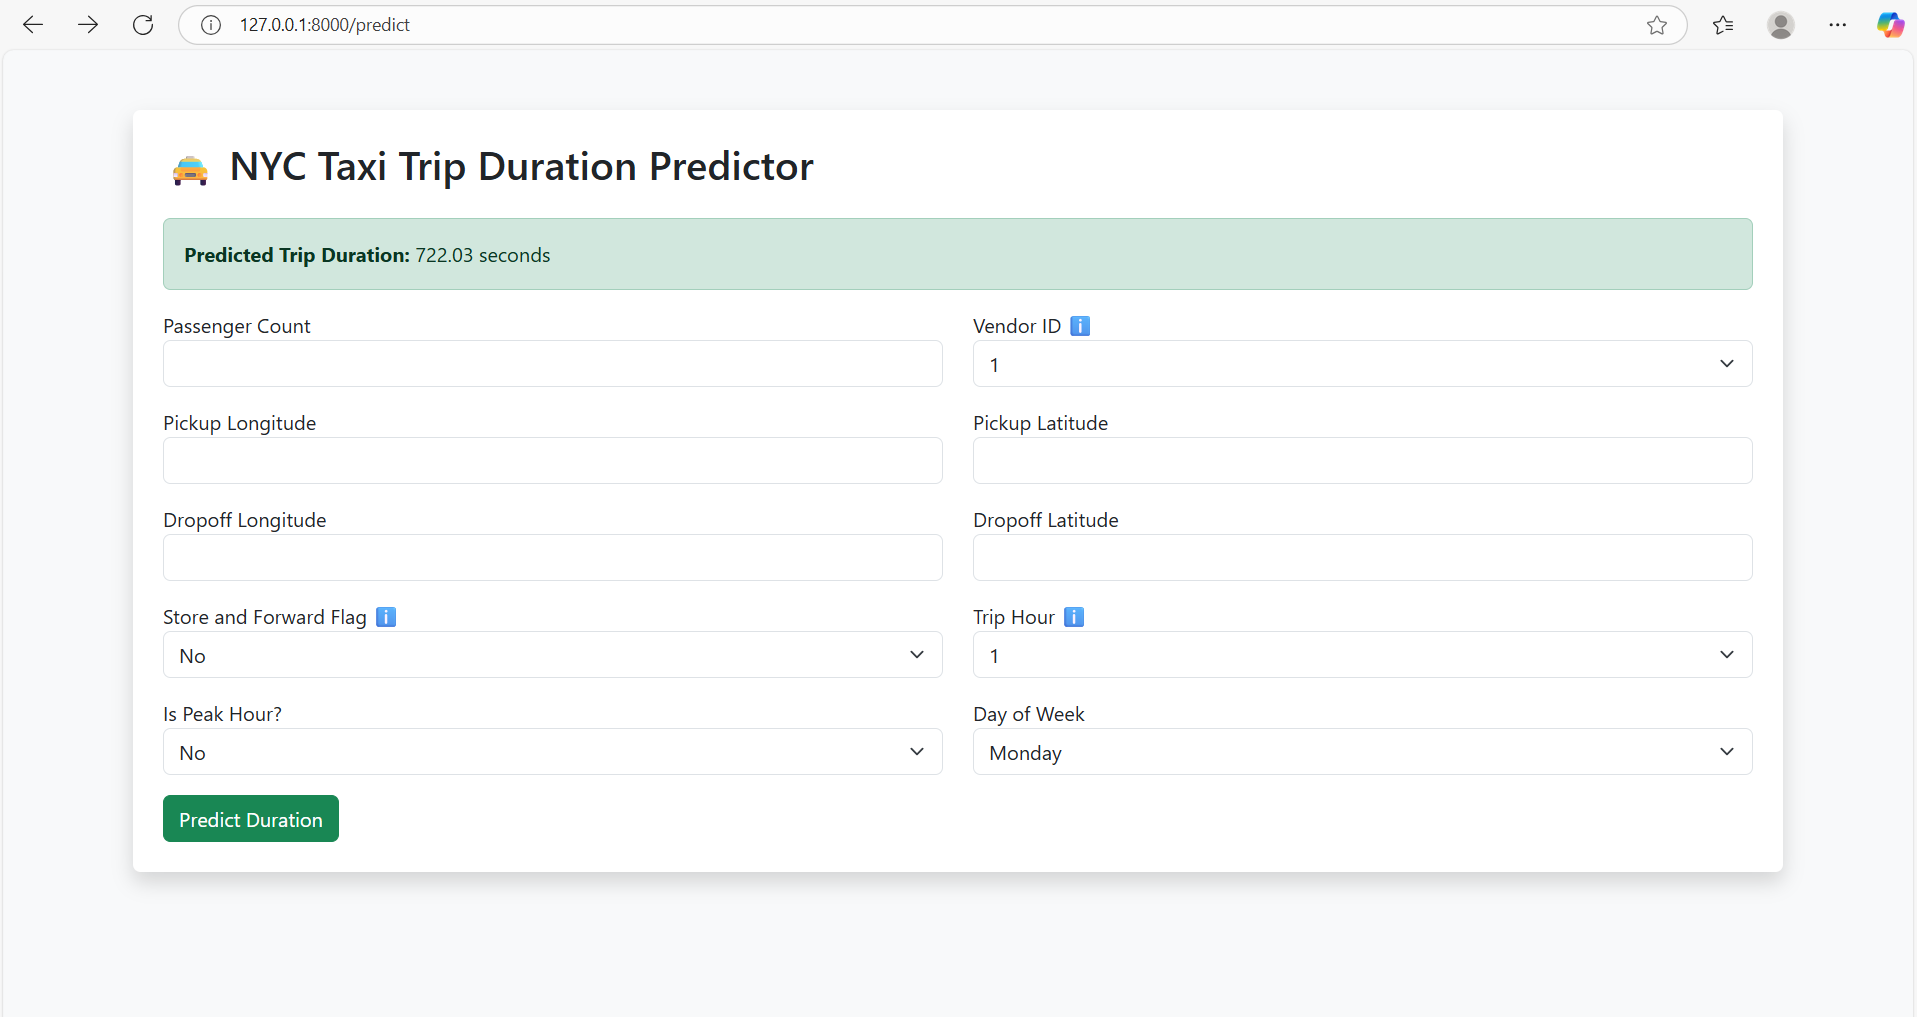 127.0.0.1:8000/predict
NYC Taxi Trip Duration Predictor
Predicted Trip Duration: 722.03 seconds
Passenger Count
Vendor ID ℹ️
1
Pickup Longitude
Pickup Latitude
Dropoff Longitude
Dropoff Latitude
Store and Forward Flag ℹ️
No
Trip Hour ℹ️
1
Is Peak Hour?
No
Day of Week
Monday
Predict Duration